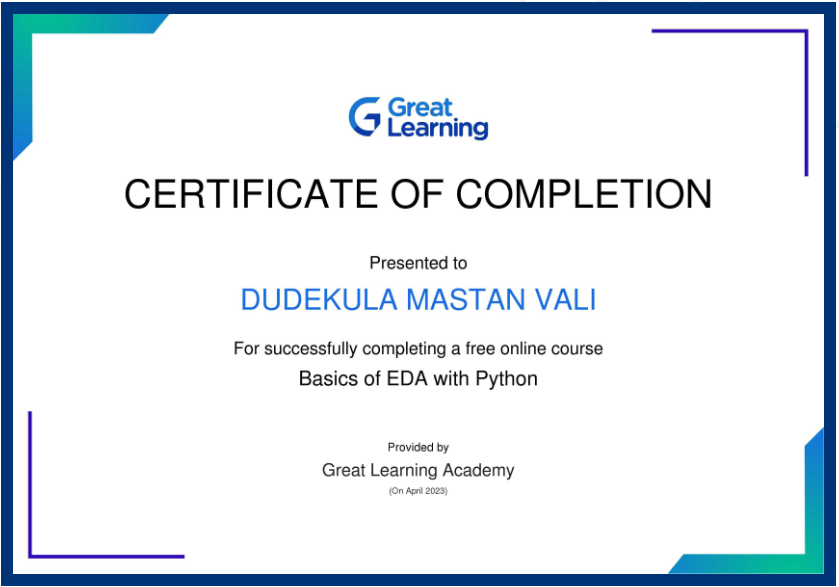 Great
Learning
CERTIFICATE OF COMPLETION
Presented to
DUDEKULA MASTAN VALI
For successfully completing a free online course
Basics of EDA with Python
Provided by
Great Learning Academy
(On April 2023)